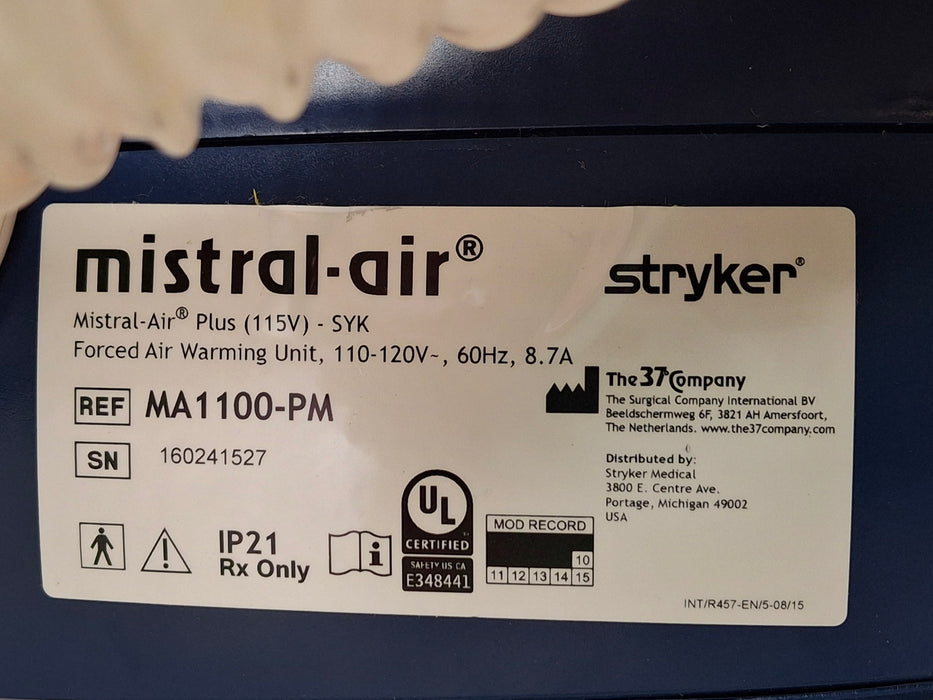 mistral-air®
stryker®
Mistral-Air® Plus (115V) - SYK
Forced Air Warming Unit, 110-120V~, 60Hz, 8.7A
REF MA1100-PM
SN 160241527
The 37° Company
The Surgical Company International BV
Beeldschermweg 6F, 3821 AH Amersfoort,
The Netherlands. www.the37company.com
Distributed by:
Stryker Medical
3800 E. Centre Ave.
Portage, Michigan 49002
USA
IP21
Rx Only
i
UL
CERTIFIED
SAFETY US CA
E348441
MOD RECORD
10
11 12 13 14 15
INT/R457-EN/5-08/15